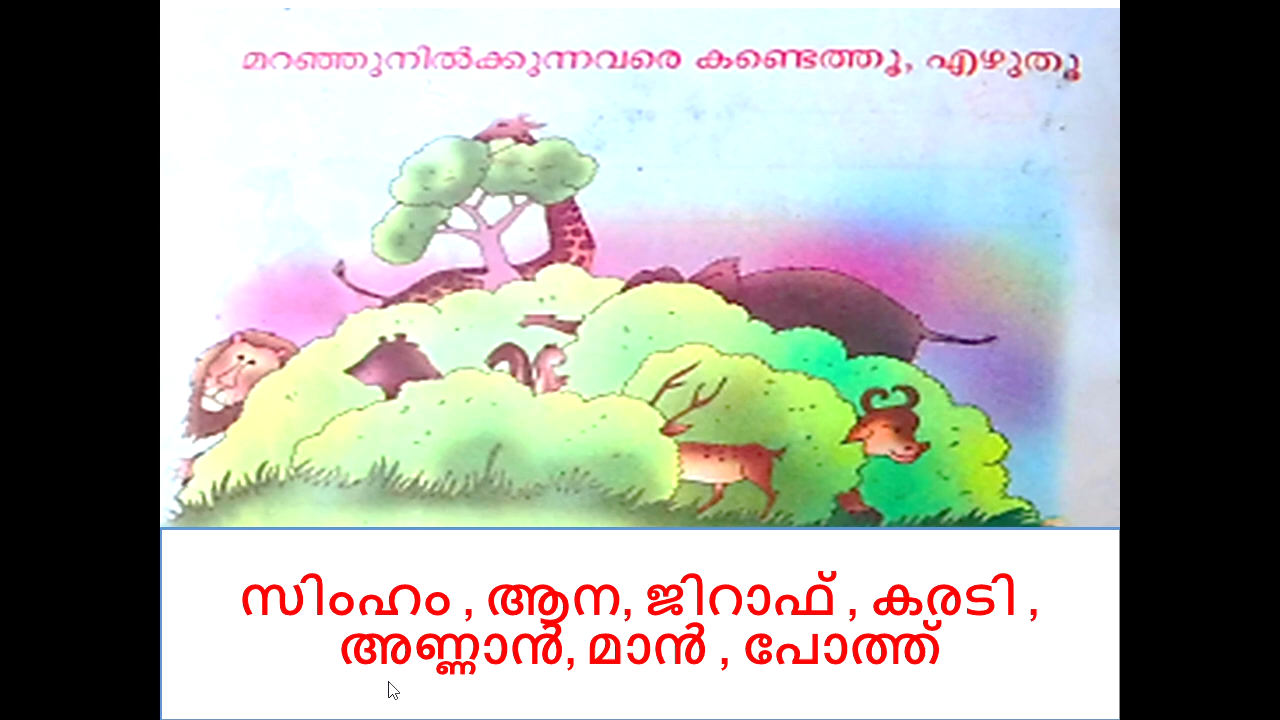 മറഞ്ഞുനിൽക്കുന്നവരെ കണ്ടെത്തൂ, എഴുതൂ
സിംഹം , ആന, ജിറാഫ് , കരടി ,
അണ്ണാൻ, മാൻ , പോത്ത്